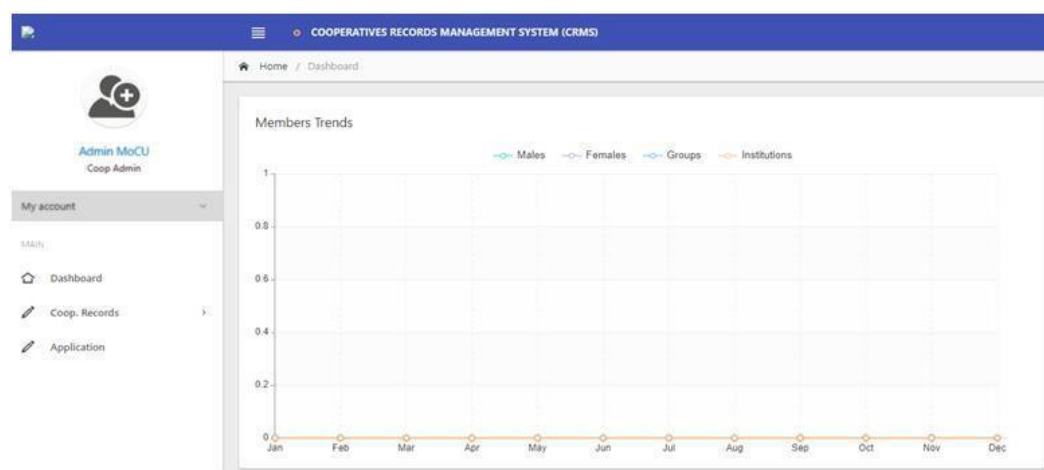 COOPERATIVES RECORDS MANAGEMENT SYSTEM (CRMS)
Home / Dashboard
Admin MoCU
Coop Admin
My account
MAIN
Dashboard
Coop. Records
Application
Members Trends
Males Females Groups Institutions
1
0.8
0.6
0.4
0.2
0
Jan Feb Mar Apr May Jun Jul Aug Sep Oct Nov Dec